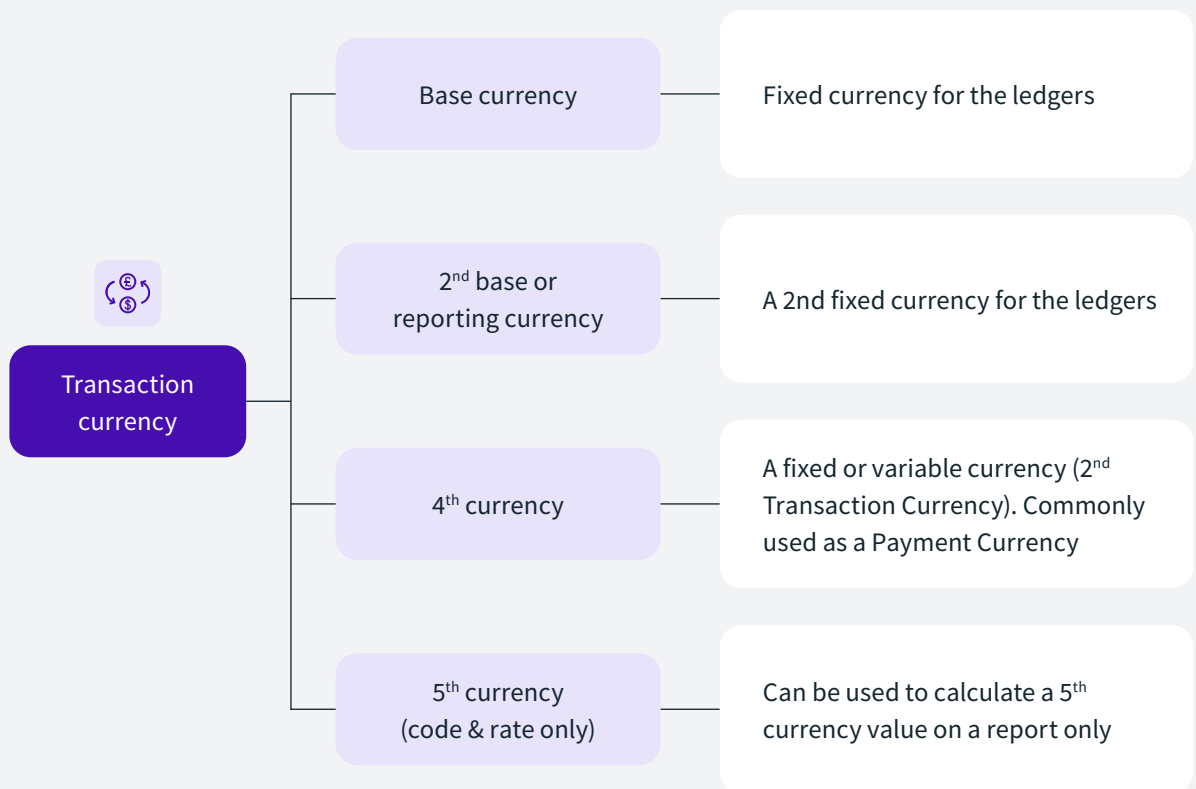 Base currency
Fixed currency for the ledgers
2nd base or
reporting currency
A 2nd fixed currency for the ledgers
£
$
Transaction
currency
4th currency
A fixed or variable currency (2nd
Transaction Currency). Commonly
used as a Payment Currency
5th currency
(code & rate only)
Can be used to calculate a 5th
currency value on a report only